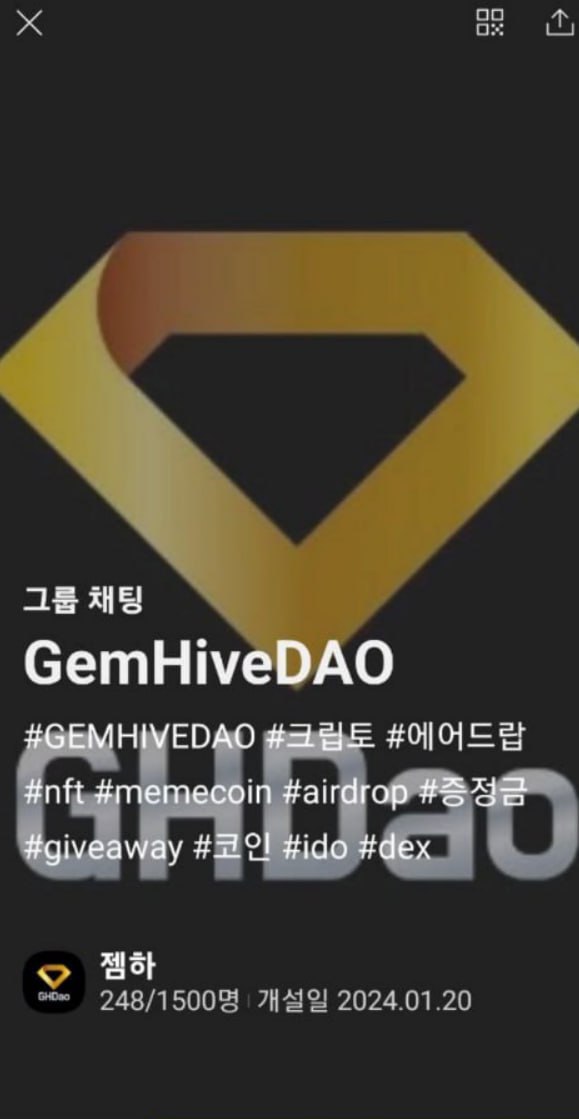 그룹 채팅
GemHiveDAO
#GEMHIVEDAO #크립토 #에어드랍
#nft #memecoin #airdrop #증정금
#giveaway #코인 #ido #dex
GHDao
젬하
GHDao
248/1500명 | 개설일 2024.01.20